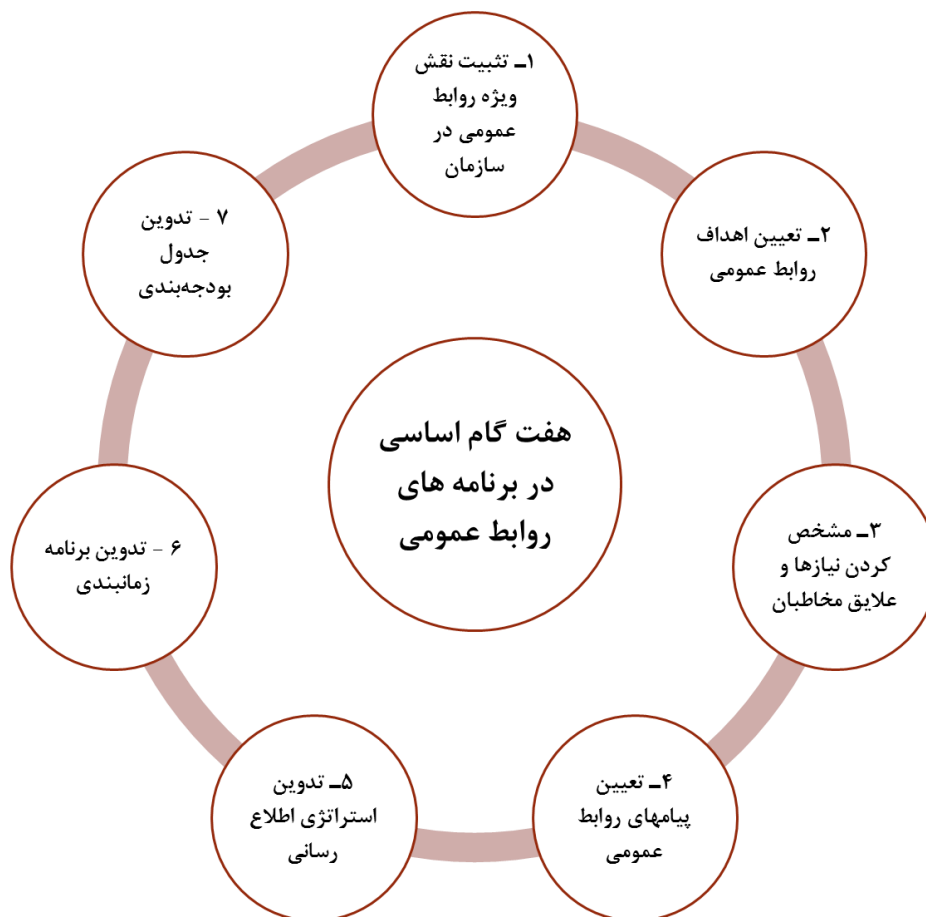 هفت گام اساسی
در برنامه های
روابط عمومی
۱ـ تثبیت نقش
ویژه روابط
عمومی در
سازمان
۲ـ تعیین اهداف
روابط عمومی
۳ـ مشخص
کردن نیازها و
علایق مخاطبان
۴ـ تعیین
پیامهای روابط
عمومی
۵ـ تدوین
استراتژی اطلاع
رسانی
۶ - تدوین برنامه
زمانبندی
۷ - تدوین
جدول
بودجه‌بندی